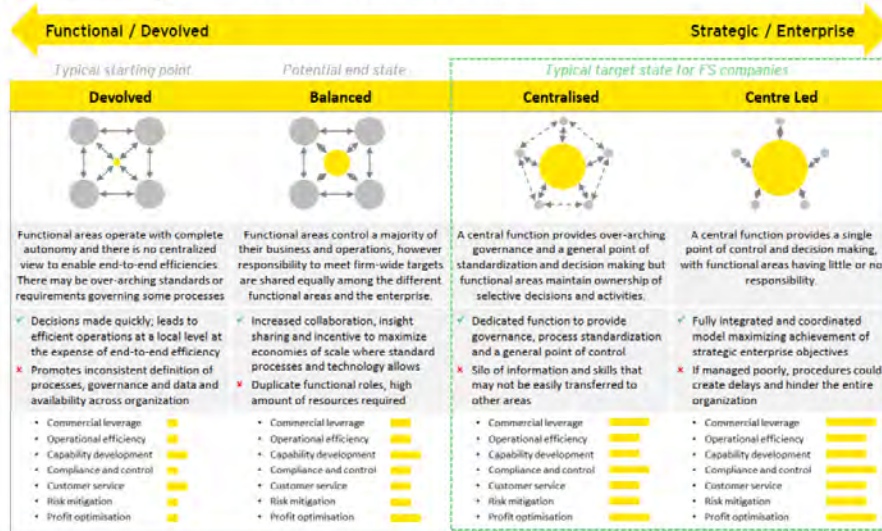 Functional / Devolved
Strategic / Enterprise
Typical starting point
Potential end state
Typical target state for FS companies
Devolved
Balanced
Centralised
Centre Led
Functional areas operate with complete
autonomy and there is no centralized
view to enable end-to-end efficiencies
There may be over-arching standards or
requirements governing some processes
Functional areas control a majority of
their business and operations, however
responsibility to meet firm-wide targets
are shared equally among the different
functional areas and the enterprise.
A central function provides over-arching
governance and a general point of
standardization and decision making but
functional areas maintain ownership of
selective decisions and activities.
A central function provides a single
point of control and decision making,
with functional areas having little or no
responsibility.
✓ Decisions made quickly; leads to
efficient operations at a local level at
the expense of end-to-end efficiency
✗ Promotes inconsistent definition of
processes, governance and data and
availability across organization
✓ Increased collaboration, insight
sharing and incentive to maximize
economies of scale where standard
processes and technology allows
✗ Duplicate functional roles, high
amount of resources required
✓ Dedicated function to provide
governance, process standardization
and a general point of control
✗ Silo of information and skills that
may not be easily transferred to
other areas
✓ Fully integrated and coordinated
model maximizing achievement of
strategic enterprise objectives
✗ If managed poorly, procedures could
create delays and hinder the entire
organization
• Commercial leverage
• Operational efficiency
• Capability development
• Compliance and control
• Customer service
• Risk mitigation
• Profit optimisation
• Commercial leverage
• Operational efficiency
• Capability development
• Compliance and control
• Customer service
• Risk mitigation
• Profit optimisation
• Commercial leverage
• Operational efficiency
• Capability development
• Compliance and control
• Customer service
• Risk mitigation
• Profit optimisation
• Commercial leverage
• Operational efficiency
• Capability development
• Compliance and control
• Customer service
• Risk mitigation
• Profit optimisation